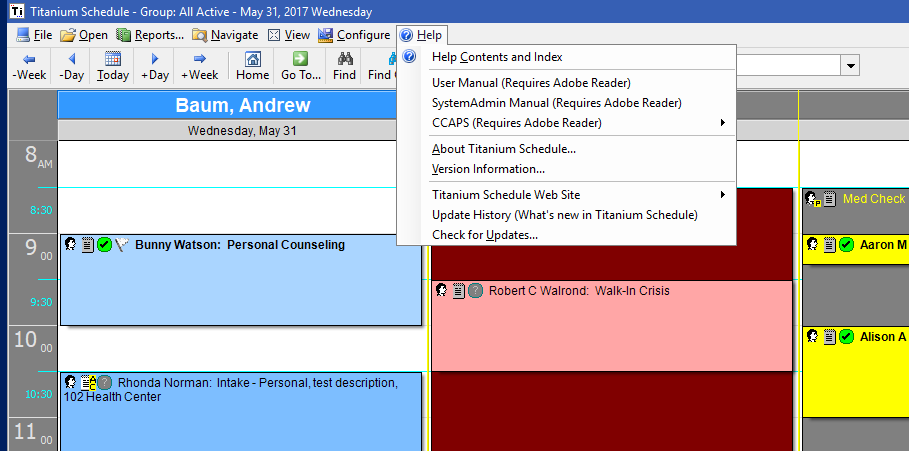 Ti Titanium Schedule - Group: All Active - May 31, 2017 Wednesday
File Open Reports... Navigate View Configure Help
-Week -Day Today +Day +Week Home Go To... Find Find
Help Contents and Index
User Manual (Requires Adobe Reader)
SystemAdmin Manual (Requires Adobe Reader)
CCAPS (Requires Adobe Reader)
About Titanium Schedule...
Version Information...
Titanium Schedule Web Site
Update History (What's new in Titanium Schedule)
Check for Updates...
Baum, Andrew
Wednesday, May 31
8 AM
8:30
Med Check
9 00
Bunny Watson: Personal Counseling
Aaron M
9:30
Robert C Walrond: Walk-In Crisis
10 00
Alison A
10:30
Rhonda Norman: Intake - Personal, test description,
102 Health Center
11 00